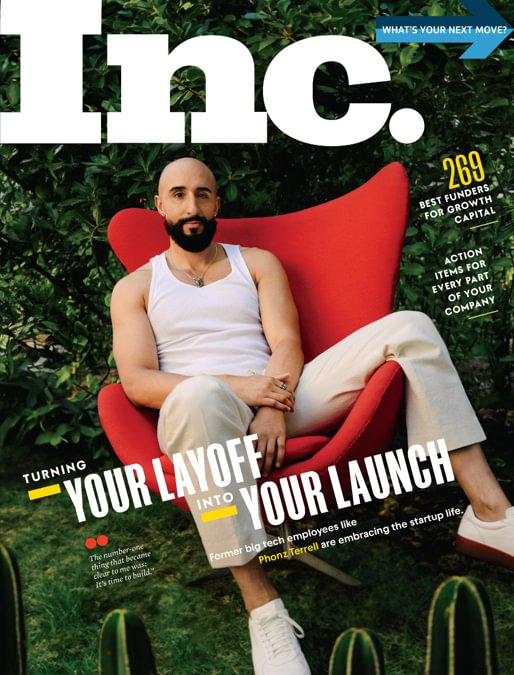 WHAT'S YOUR NEXT MOVE?
Inc.
269
BEST FUNDERS
FOR GROWTH
CAPITAL
ACTION
ITEMS FOR
EVERY PART
OF YOUR
COMPANY
TURNING
YOUR LAYOFF
INTO
YOUR LAUNCH
Former big tech employees like
Phonz Terrell are embracing the startup life.
“The number-one
thing that became
clear to me was:
It's time to build.”